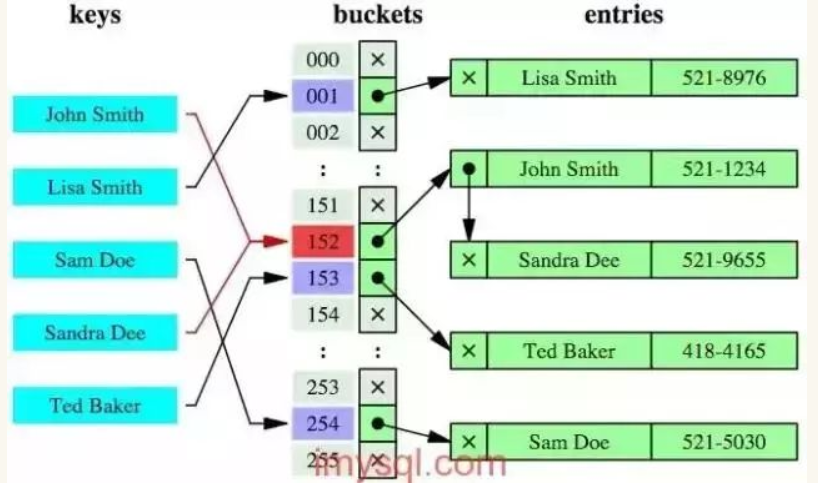 keys buckets entries
000 ×
Lisa Smith 521-8976
001
John Smith
002 ×
: :
John Smith 521-1234
Lisa Smith
151 ×
152
Sam Doe
× Sandra Dee 521-9655
153
154 ×
Sandra Dee
: :
× Ted Baker 418-4165
253 ×
Ted Baker
254
× Sam Doe 521-5030
255 ×
imysql.com